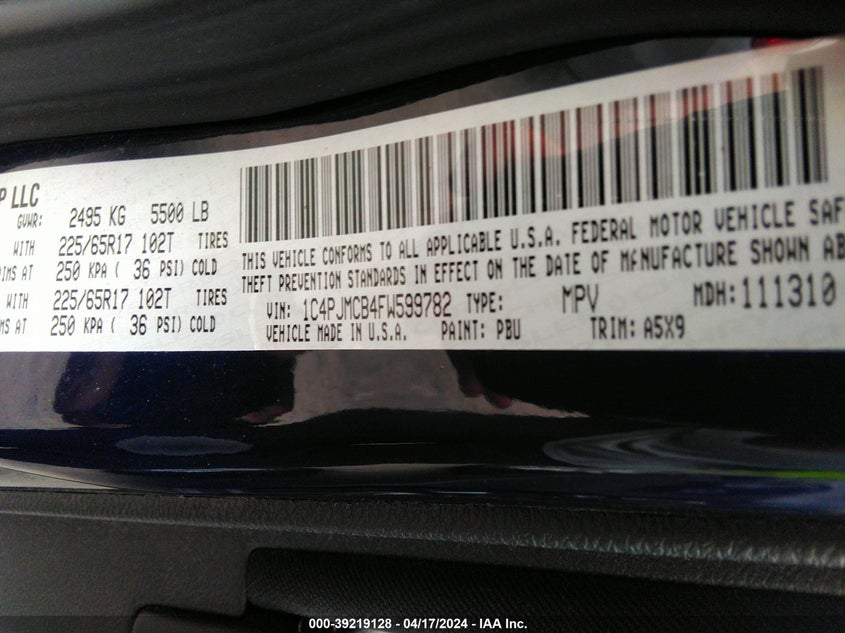 P LLC
GVWR: 2495 KG 5500 LB
WITH 225/65R17 102T TIRES
RIMS AT 250 KPA ( 36 PSI) COLD
WITH 225/65R17 102T TIRES
MS AT 250 KPA ( 36 PSI) COLD
THIS VEHICLE CONFORMS TO ALL APPLICABLE U.S.A. FEDERAL MOTOR VEHICLE SAF
THEFT PREVENTION STANDARDS IN EFFECT ON THE DATE OF MANUFACTURE SHOWN AB
VIN: 1C4PJMCB4FW599782 TYPE: MPV MDH: 111310
VEHICLE MADE IN U.S.A. PAINT: PBU TRIM: A5X9
000-39219128 - 04/17/2024 - IAA Inc.